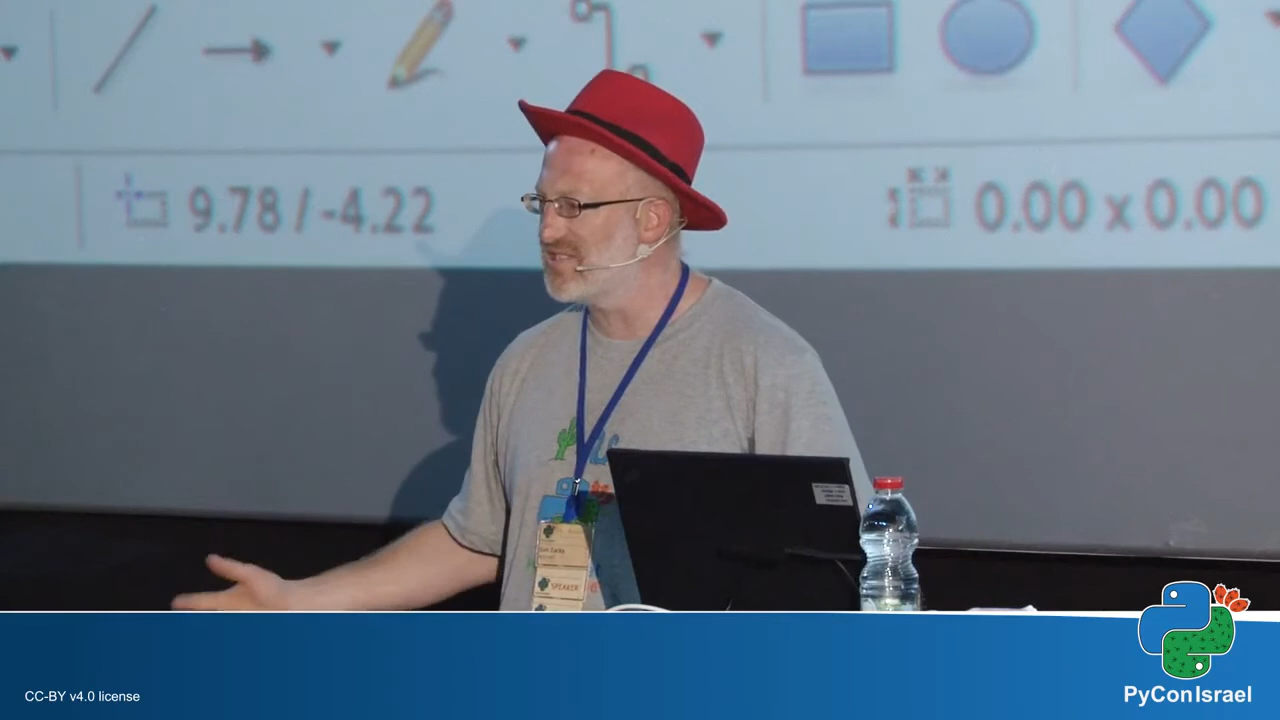 9.78 / -4.22
0.00 x 0.00
SPEAKER
CC-BY v4.0 license
PyConIsrael